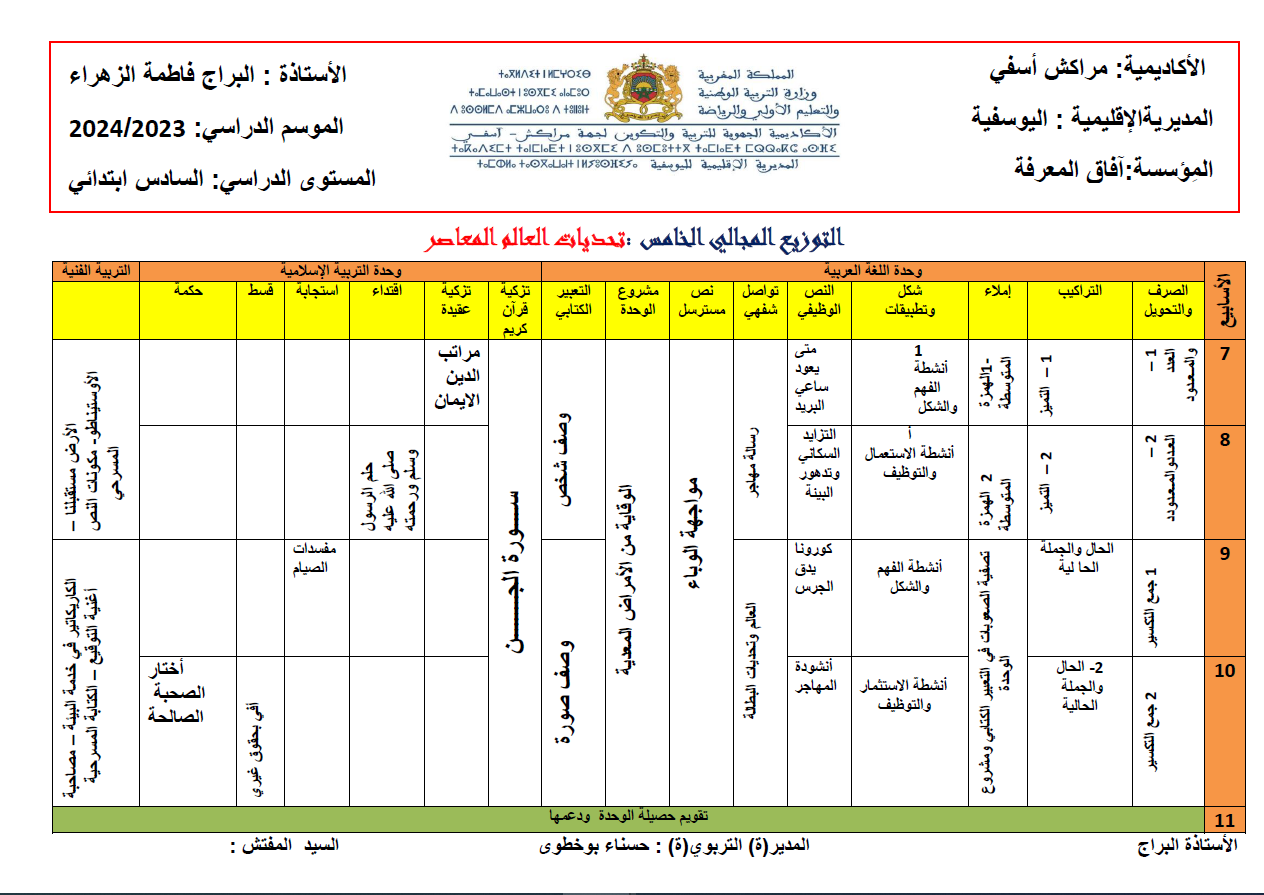 الأكاديمية: مراكش أسفي
المديريةالإقليمية : اليوسفية
المِؤسسة:آفاق المعرفة
المملكة المغربية
وزارة التربية الوطنية
والتعليم الأولي والرياضة
الأكاديمية الجهوية للتربية والتكوين لجهة مراكش- آسفي
المديرية الإقليمية لليوسفية
الأستاذة : البراج فاطمة الزهراء
الموسم الدراسي: 2024/2023
المستوى الدراسي: السادس ابتدائي
التوزيع المجالي الخامس :تحديات العالم المعاصر
الأسابيع
وحدة اللغة العربية
وحدة التربية الإسلامية
التربية الفنية
الصرف
والتحويل
التراكيب
إملاء
شكل
وتطبيقات
النص
الوظيفي
تواصل
شفهي
نص
مسترسل
مشروع
الوحدة
التعبير
الكتابي
تزكية
قرآن
كريم
تزكية
عقيدة
اقتداء
استجابة
قسط
حكمة
7
1 –
العدد
والمعدود
1 – التميز
-1الهمزة
المتوسطة
1
أنشطة
الفهم
والشكل
متى
يعود
ساعي
البريد
رسالة مهاجر
مواجهة الوباء
الوقاية من الأمراض المعدية
وصف شخص
ســـورة الجـــــن
مراتب
الدين
الايمان
الأرض مستقبلنا –
الأوستيناطو- مكونات النص
المسرحي
8
2 –
العددوالمعدودد
2 – التميز
2 الهمزة
المتوسطة
أ
أنشطة الاستعمال
والتوظيف
التزايد
السكاني
وتدهور
البيئة
حلم الرسول
صلى الله عليه
وسلم ورحمته
9
1 جمع التكسير
الحال والجملة
الحا لية
تصفية الصعوبات في التعبير الكتابي ومشروع
الوحدة
أنشطة الفهم
والشكل
كورونا
يدق
الجرس
العالم وتحديات البطالة
وصف صورة
مفسدات
الصيام
الكاريكاتير في خدمة البيئة – مصاحبة
أغنية التوقيع – الكتابة المسرحية
10
2 جمع التكسير
2- الحال
والجملة
الحالية
أنشطة الاستثمار
والتوظيف
أنشودة
المهاجر
أفي بحقوق غيري
أختار
الصحبة
الصالحة
11
تقويم حصيلة الوحدة ودعمها
الأستاذة البراج
المدير(ة) التربوي(ة) : حسناء بوخطوى
السيد المفتش :